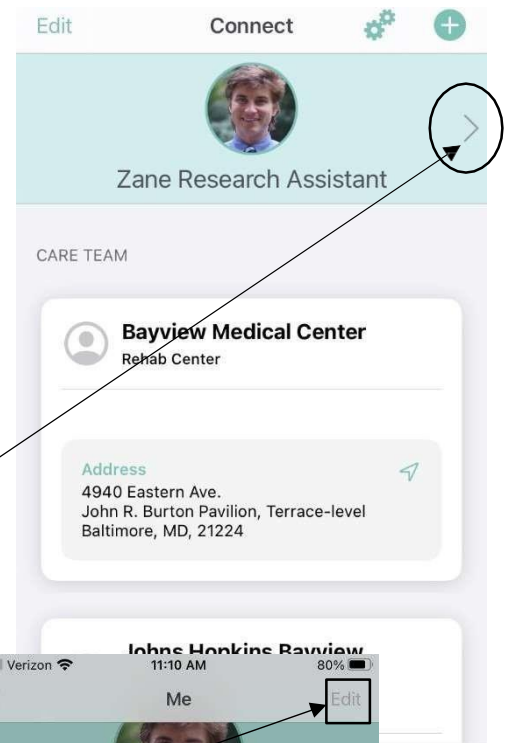 Edit Connect
Zane Research Assistant
CARE TEAM
Bayview Medical Center
Rehab Center
Address
4940 Eastern Ave.
John R. Burton Pavilion, Terrace-level
Baltimore, MD, 21224
Johns Hopkins Bayview
Verizon 11:10 AM 80%
Me Edit